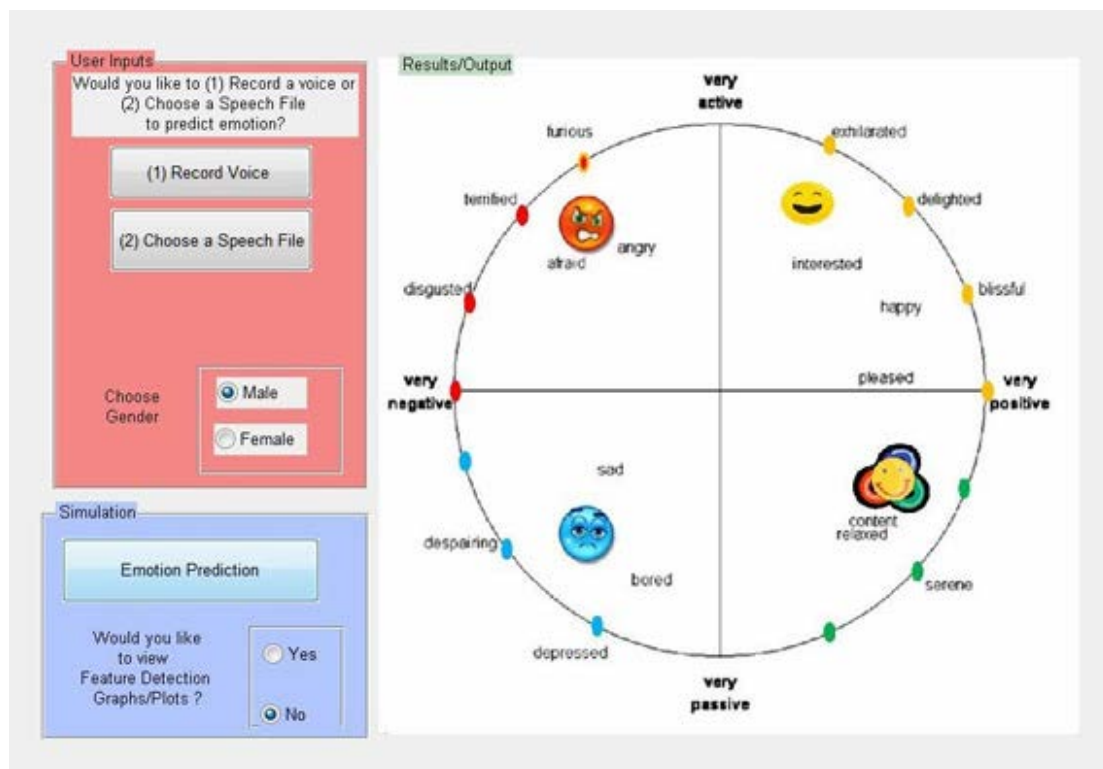 User Inputs
Would you like to (1) Record a voice or
(2) Choose a Speech File
to predict emotion?
(1) Record Voice
(2) Choose a Speech File
Choose
Gender
Male
Female
Simulation
Emotion Prediction
Would you like
to view
Feature Detection
Graphs/Plots ?
Yes
No
Results/Output
very
active
furious
exhilarated
terrified
delighted
angry
afraid
interested
disgusted
blissful
happy
pleased
very
negative
very
positive
sad
content
relaxed
despairing
bored
serene
depressed
very
passive